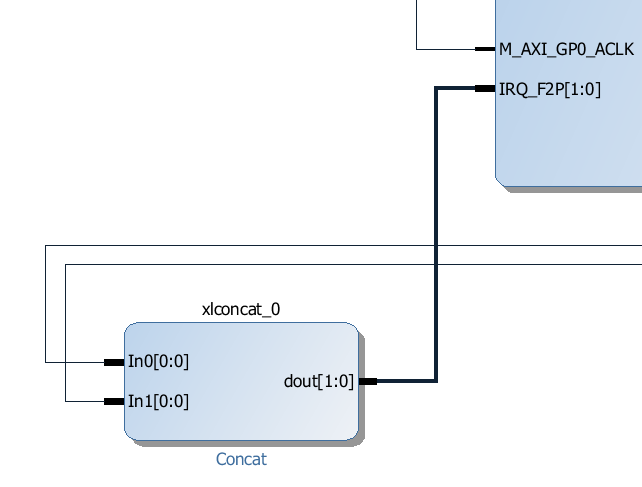 M_AXI_GP0_ACLK
IRQ_F2P[1:0]
xlconcat_0
In0[0:0]
dout[1:0]
In1[0:0]
Concat